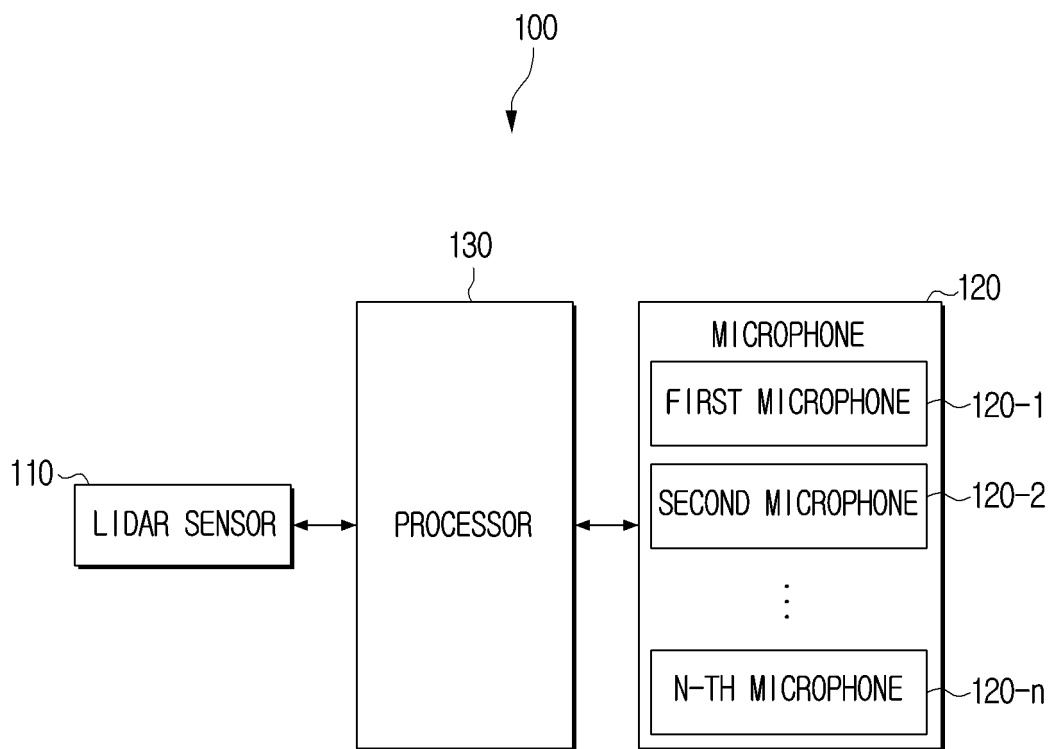 100
130
120
MICROPHONE
FIRST MICROPHONE
120-1
110
LIDAR SENSOR
PROCESSOR
SECOND MICROPHONE
120-2
N-TH MICROPHONE
120-n